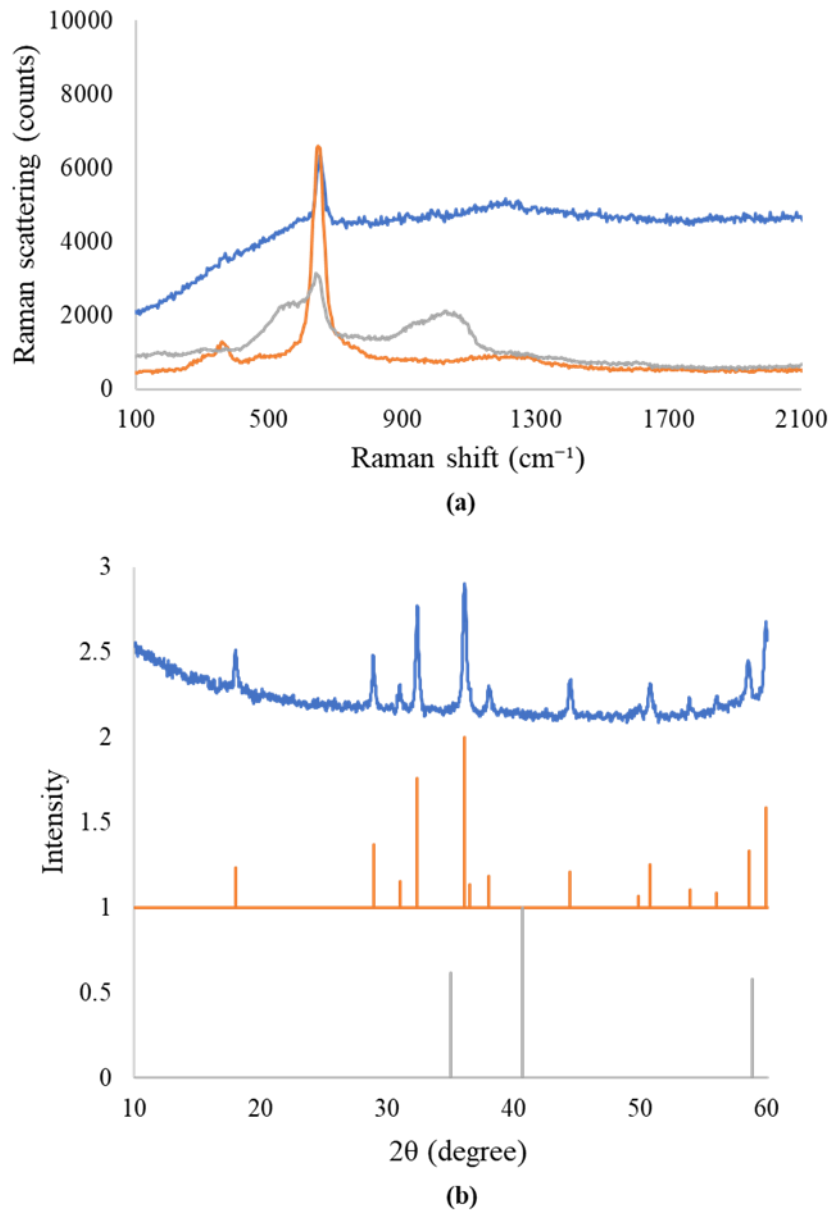 10000
8000
6000
4000
2000
0
Raman scattering (counts)
100 500 900 1300 1700 2100
Raman shift (cm⁻¹)
(a)
3
2.5
2
1.5
1
0.5
0
Intensity
10 20 30 40 50 60
2θ (degree)
(b)